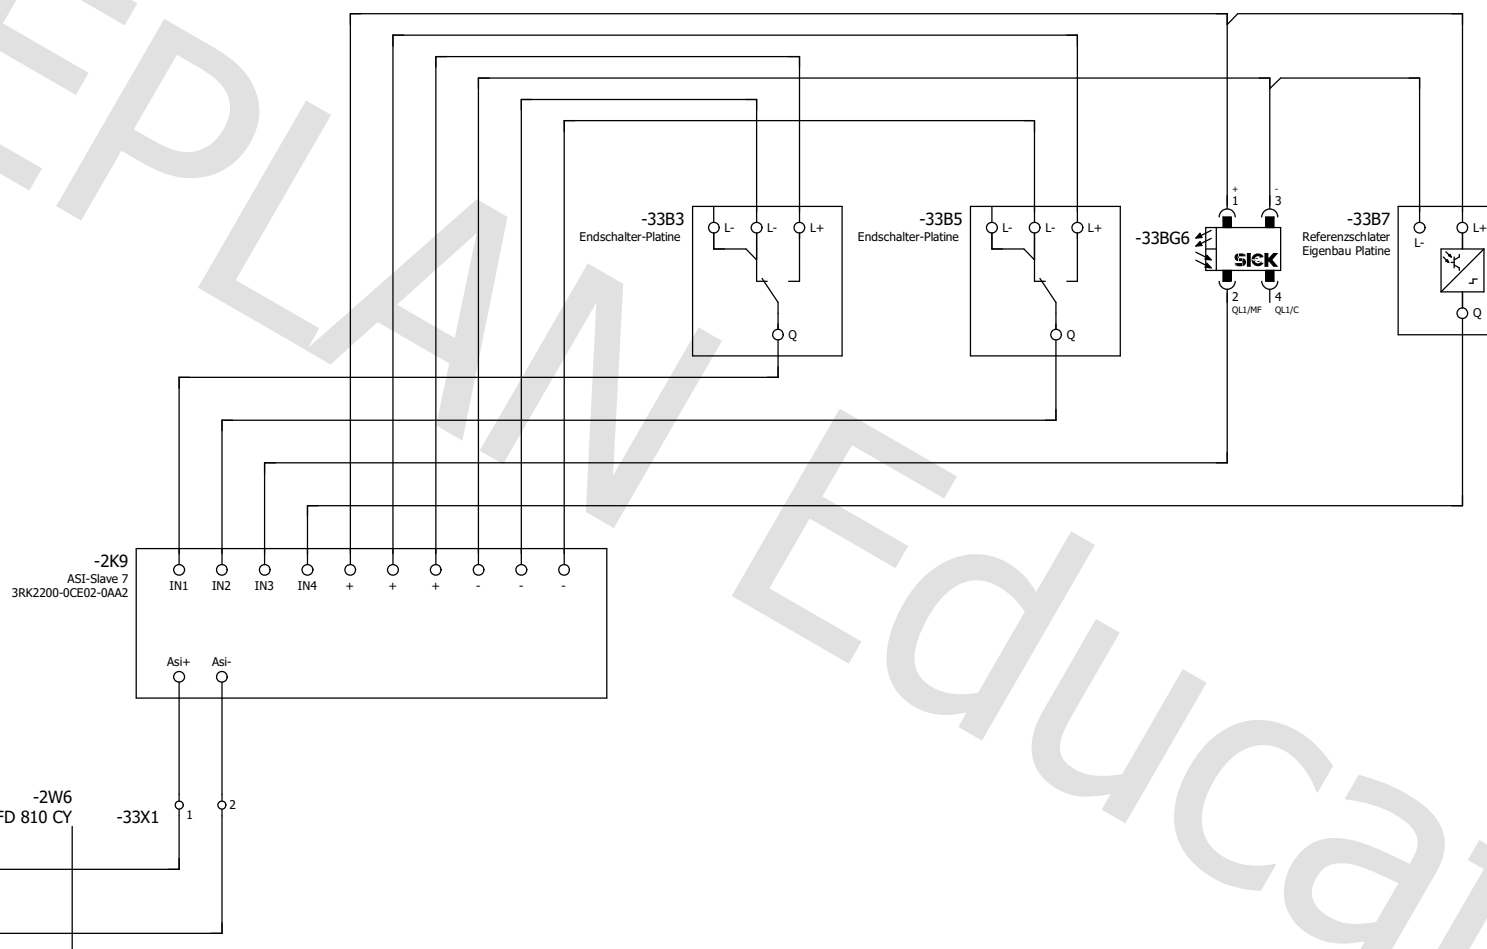 EPLAN Educa
+
1
-
3
-33B3
Endschalter-Platine
L-
L-
L+
Q
-33B5
Endschalter-Platine
L-
L-
L+
Q
-33BG6
SICK
2
QL1/MF
4
QL1/C
-33B7
Referenzschlater
Eigenbau Platine
L-
L+
Q
-2K9
ASI-Slave 7
3RK2200-0CE02-0AA2
IN1
IN2
IN3
IN4
+
+
+
-
-
-
Asi+
Asi-
-2W6
FD 810 CY
-33X1
1
2